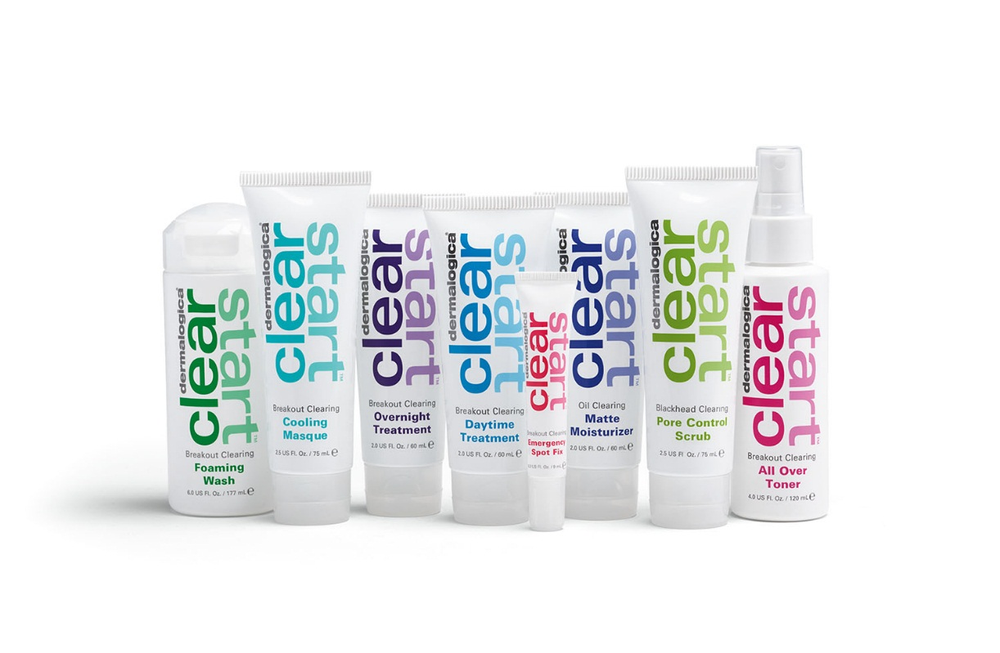 dermalogica®
clear
start™
Breakout Clearing
Foaming
Wash
6.0 US Fl. Oz. / 177 mL ℮
dermalogica®
clear
start™
Breakout Clearing
Cooling
Masque
2.5 US Fl. Oz. / 75 mL ℮
dermalogica®
clear
start™
Breakout Clearing
Overnight
Treatment
2.0 US Fl. Oz. / 60 mL ℮
dermalogica®
clear
start
Breakout Clearing
Daytime
Treatment
2.0 US Fl. Oz. / 60 mL ℮
dermalogica
clear
start™
Breakout Clearing
Emergency
Spot Fix
US Fl. Oz. / 9 mL ℮
clear
start™
Oil Clearing
Matte
Moisturizer
2.0 US Fl. Oz. / 60 mL ℮
dermalogica®
clear
start™
Blackhead Clearing
Pore Control
Scrub
2.5 US Fl. Oz. / 75 mL ℮
dermalogica®
clear
start™
Breakout Clearing
All Over
Toner
4.0 US Fl. Oz. / 120 mL ℮